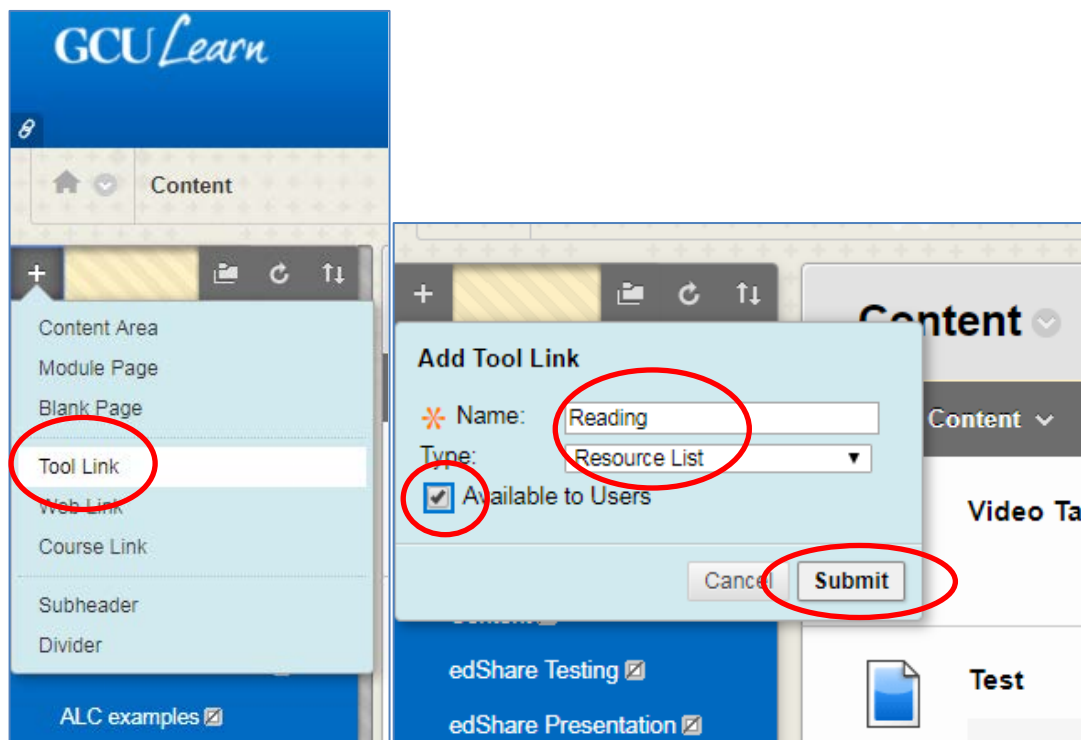 GCU Learn
Content
Content Area
Module Page
Blank Page
Tool Link
Web Link
Course Link
Subheader
Divider
ALC examples
Content
Add Tool Link
Name: Reading
Type: Resource List
Available to Users
Cancel Submit
Content
Video Ta
Content
edShare Testing
Test
edShare Presentation